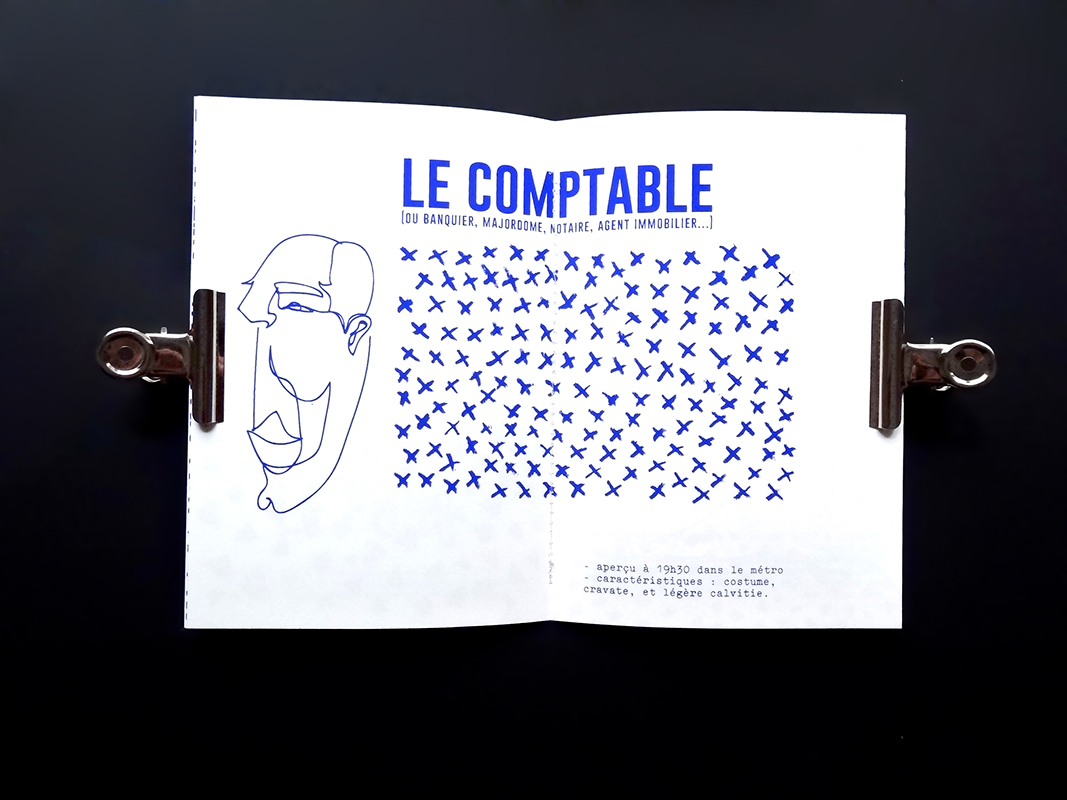 LE COMPTABLE
[OU BANQUIER, MAJORDOME, NOTAIRE, AGENT IMMOBILIER...]
- aperçu à 19h30 dans le métro
- caractéristiques : costume,
cravate, et légère calvitie.